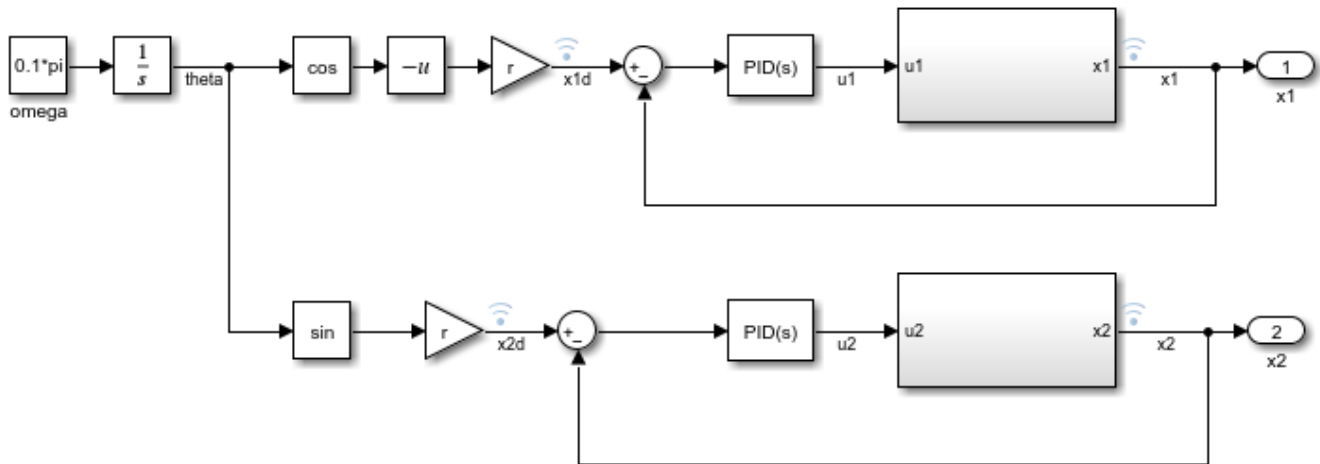 0.1*pi
omega
1
s
theta
cos
-u
r
x1d
+
_
PID(s)
u1
u1
x1
x1
1
x1
sin
r
x2d
+
_
PID(s)
u2
u2
x2
x2
2
x2